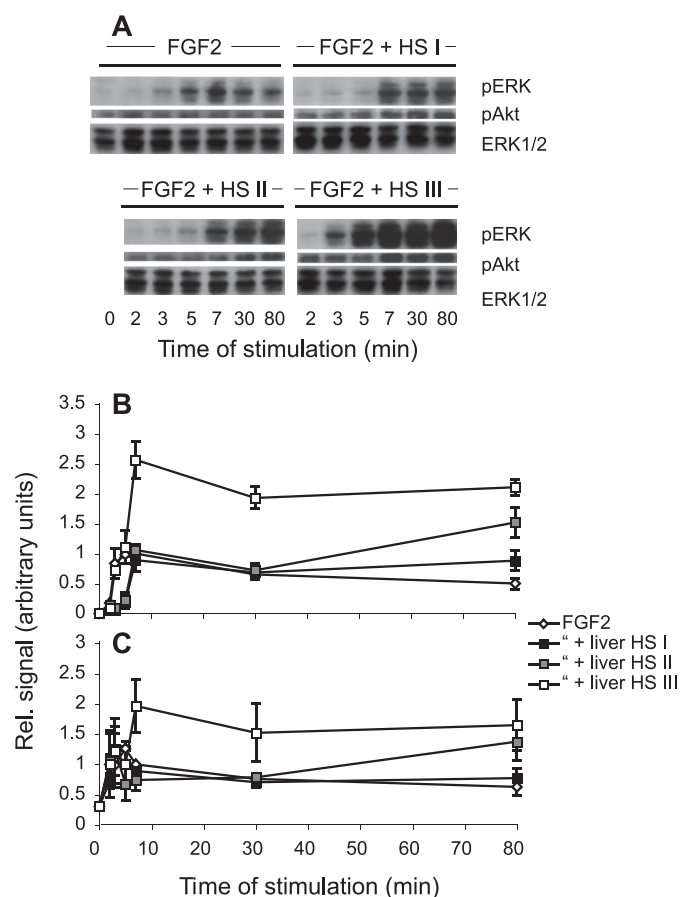 A
FGF2
FGF2 + HS I
pERK
pAkt
ERK1/2
FGF2 + HS II
FGF2 + HS III
pERK
pAkt
ERK1/2
0 2 3 5 7 30 80
2 3 5 7 30 80
Time of stimulation (min)
B
3.5
3
2.5
2
1.5
1
0.5
0
Rel. signal (arbitrary units)
FGF2
“ + liver HS I
“ + liver HS II
“ + liver HS III
C
3
2.5
2
1.5
1
0.5
0
0 10 20 30 40 50 60 70 80
Time of stimulation (min)